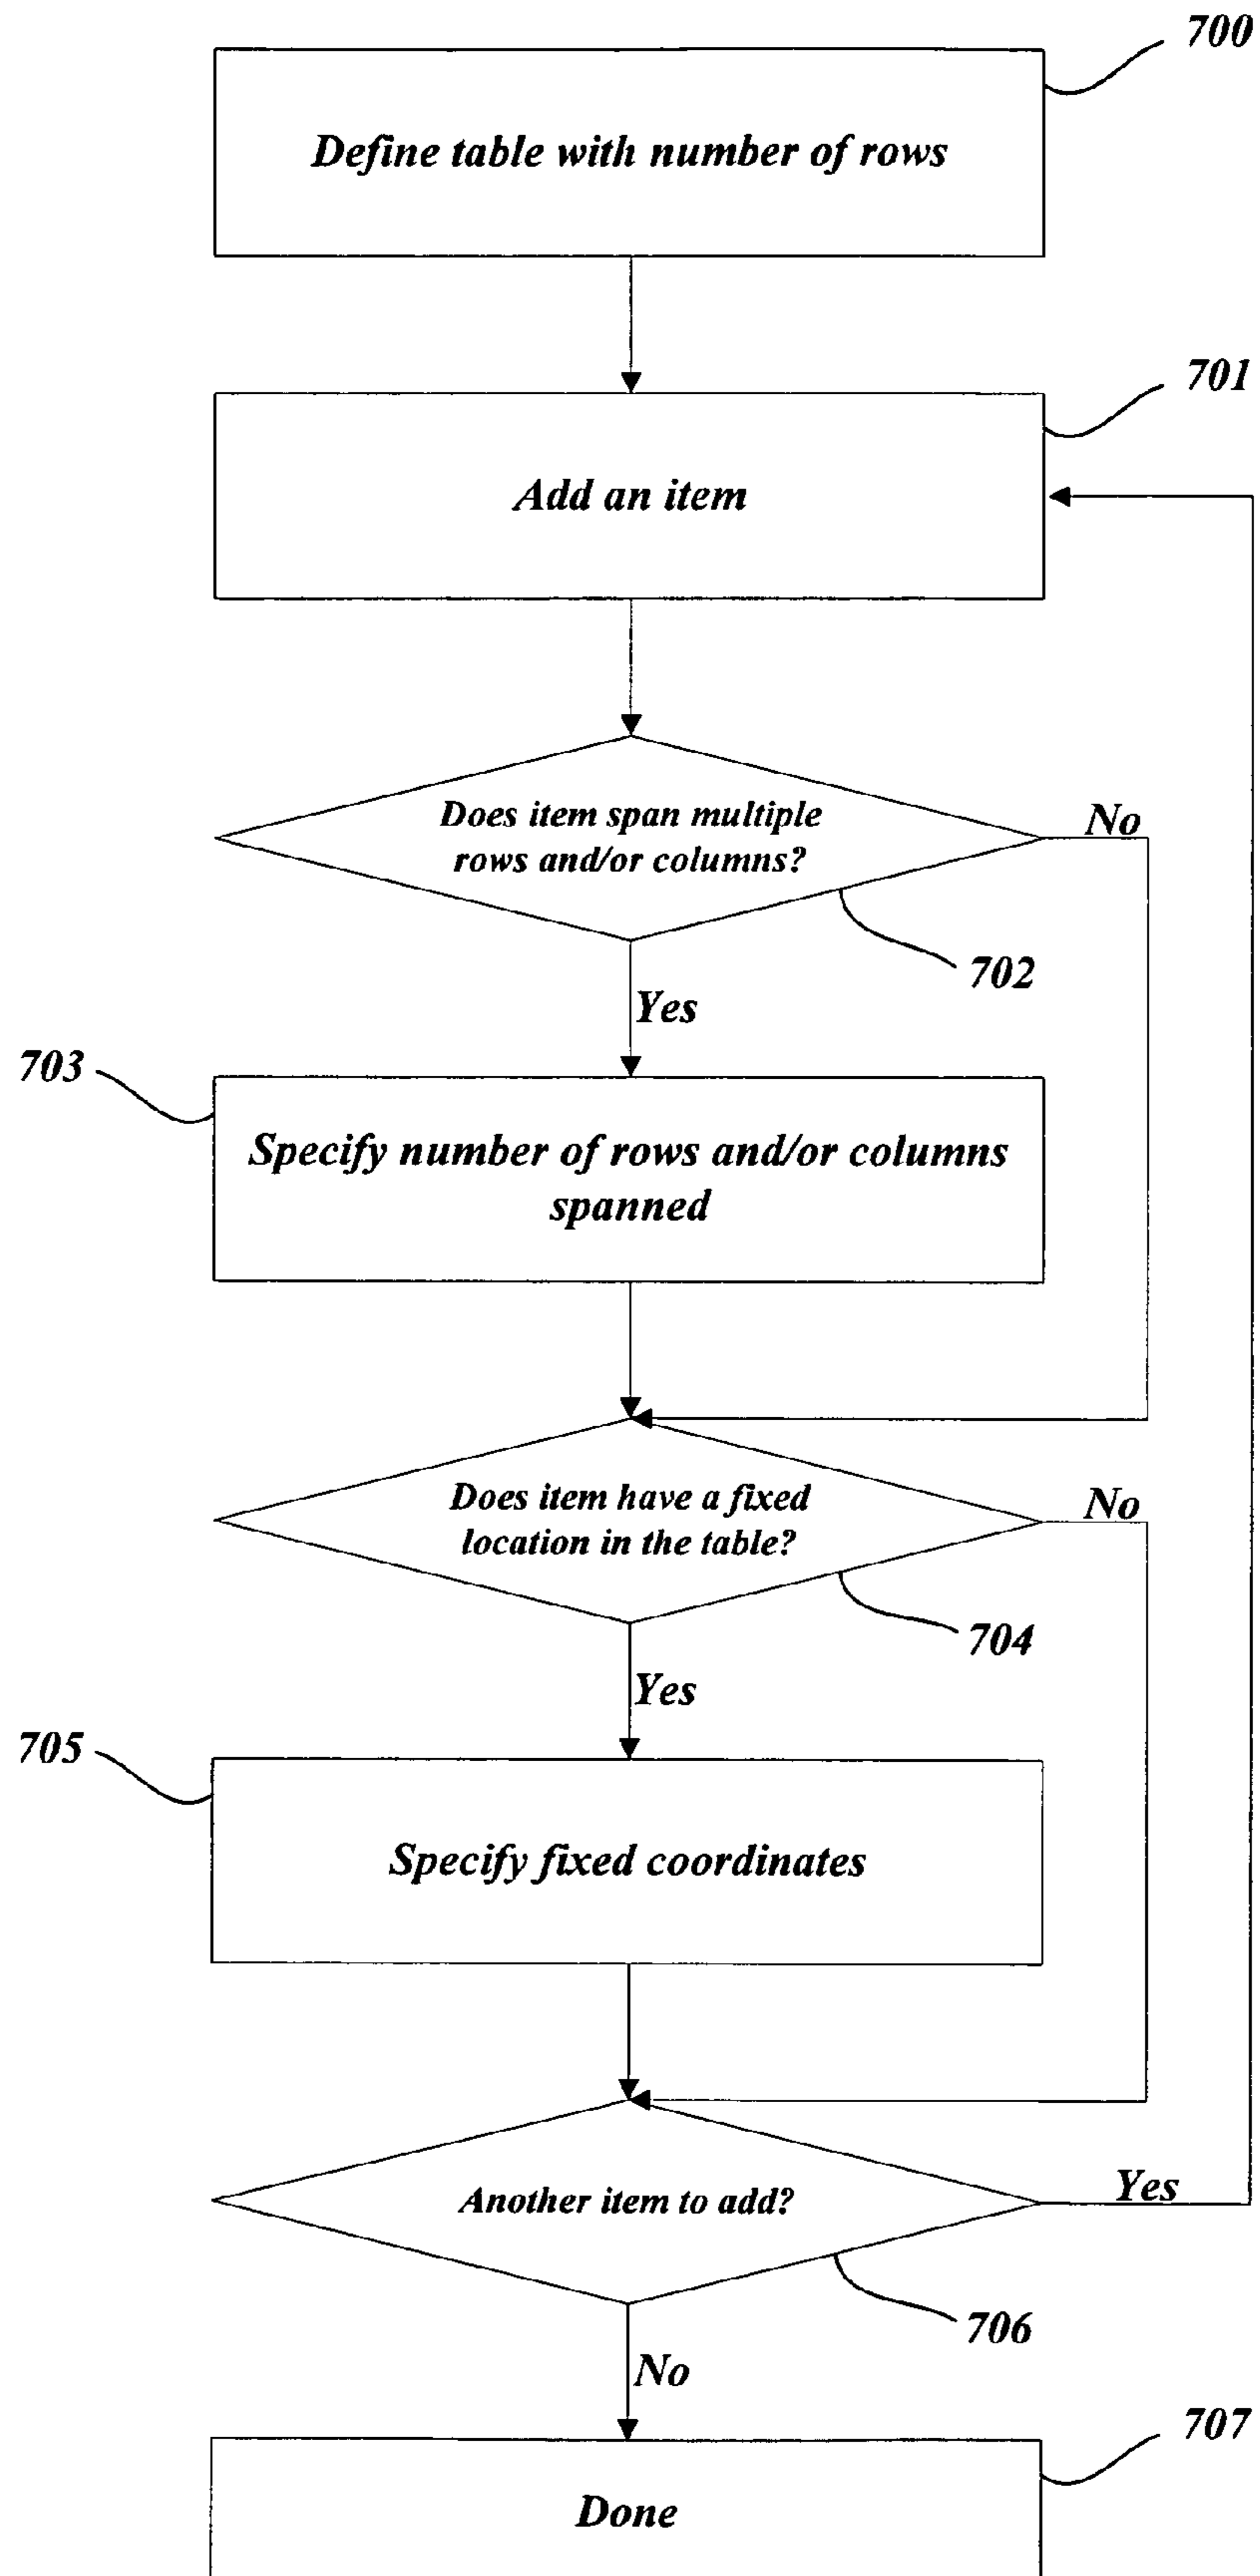 700
Define table with number of rows
701
Add an item
Does item span multiple
rows and/or columns?
No
702
Yes
703
Specify number of rows and/or columns
spanned
Does item have a fixed
location in the table?
No
704
Yes
705
Specify fixed coordinates
Another item to add?
Yes
706
No
707
Done